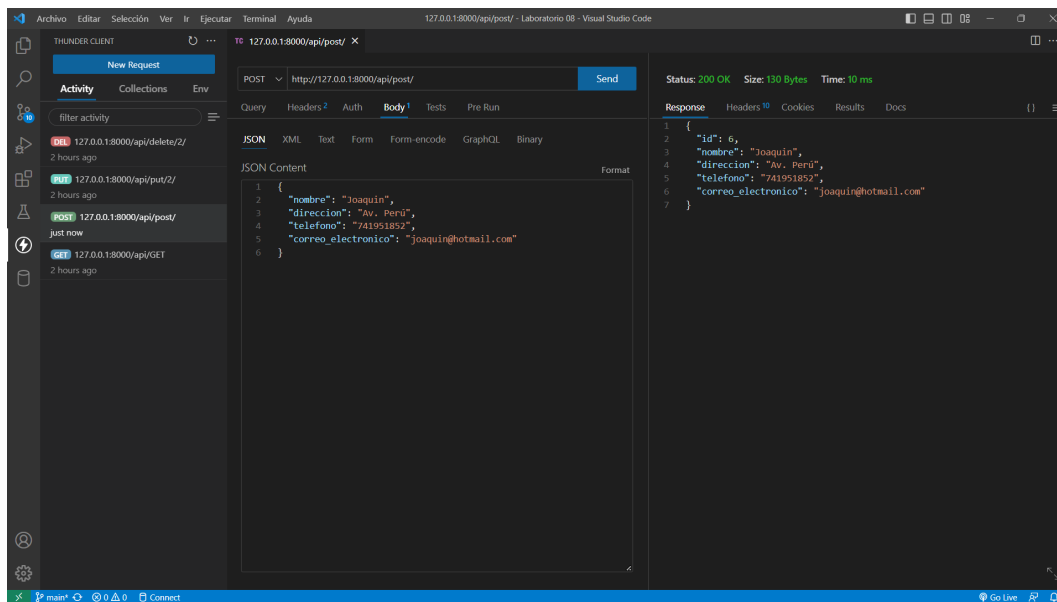 Archivo Editar Selección Ver Ir Ejecutar Terminal Ayuda 127.0.0.1:8000/api/post/ - Laboratorio 08 - Visual Studio Code
THUNDER CLIENT
TC 127.0.0.1:8000/api/post/
New Request
Activity Collections Env
filter activity
DEL 127.0.0.1:8000/api/delete/2/
2 hours ago
PUT 127.0.0.1:8000/api/put/2/
2 hours ago
POST 127.0.0.1:8000/api/post/
just now
GET 127.0.0.1:8000/api/GET
2 hours ago
10
POST http://127.0.0.1:8000/api/post/ Send
Query Headers 2 Auth Body 1 Tests Pre Run
JSON XML Text Form Form-encode GraphQL Binary
JSON Content Format
1 {
2 "nombre": "Joaquin",
3 "direccion": "Av. Perú",
4 "telefono": "741951852",
5 "correo_electronico": "joaquin@hotmail.com"
6 }
Status: 200 OK Size: 130 Bytes Time: 10 ms
Response Headers 10 Cookies Results Docs { }
1 {
2 "id": 6,
3 "nombre": "Joaquin",
4 "direccion": "Av. Perú",
5 "telefono": "741951852",
6 "correo_electronico": "joaquin@hotmail.com"
7 }
main* 0 0 Connect Go Live